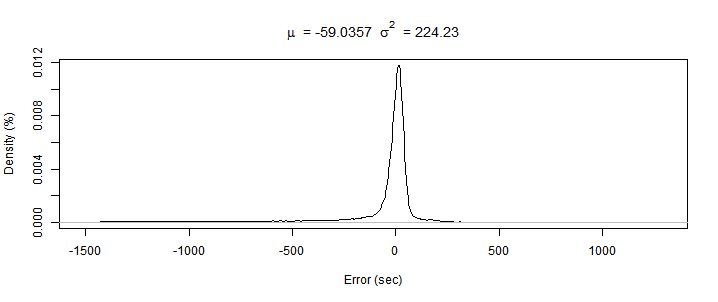 μ = -59.0357 σ² = 224.23
Density (%)
0.012
0.008
0.004
0.000
-1500 -1000 -500 0 500 1000
Error (sec)